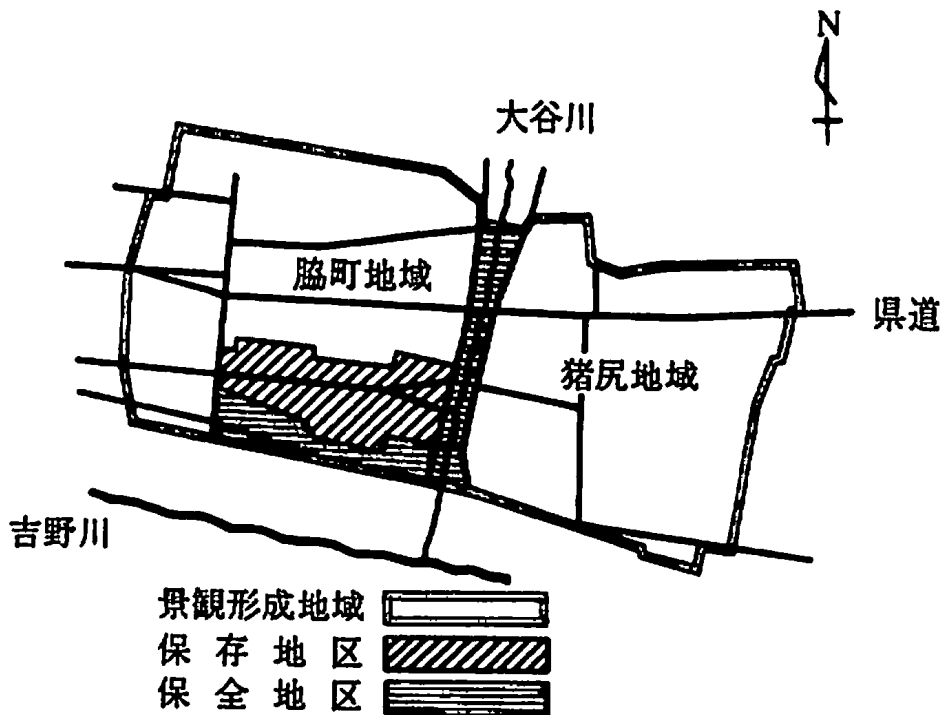 N
大谷川
脇町地域
県道
猪尻地域
吉野川
景観形成地域
保存地区
保全地区